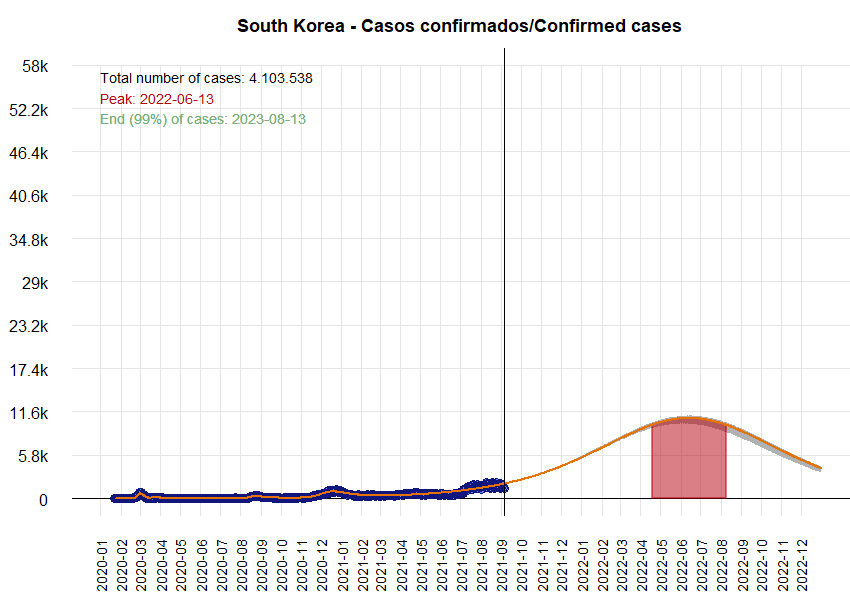 South Korea - Casos confirmados/Confirmed cases
Total number of cases: 4.103.538
Peak: 2022-06-13
End (99%) of cases: 2023-08-13
58k
52.2k
46.4k
40.6k
34.8k
29k
23.2k
17.4k
11.6k
5.8k
0
2020-01
2020-02
2020-03
2020-04
2020-05
2020-06
2020-07
2020-08
2020-09
2020-10
2020-11
2020-12
2021-01
2021-02
2021-03
2021-04
2021-05
2021-06
2021-07
2021-08
2021-09
2021-10
2021-11
2021-12
2022-01
2022-02
2022-03
2022-04
2022-05
2022-06
2022-07
2022-08
2022-09
2022-10
2022-11
2022-12